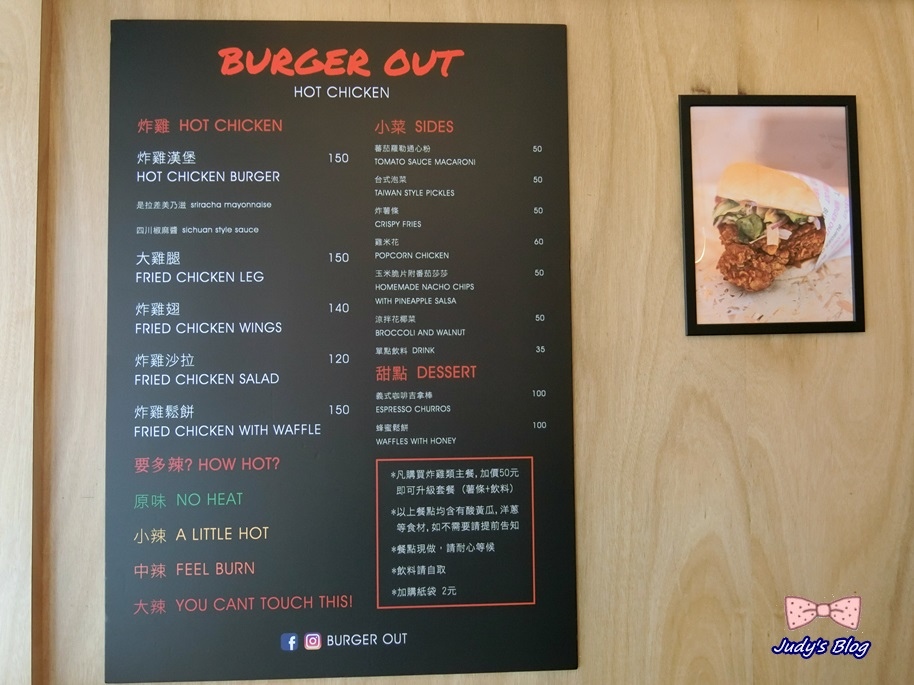 BURGER OUT
HOT CHICKEN
炸雞 HOT CHICKEN
炸雞漢堡 150
HOT CHICKEN BURGER
是拉差美乃滋 sriracha mayonnaise
四川椒麻醬 sichuan style sauce
大雞腿 150
FRIED CHICKEN LEG
炸雞翅 140
FRIED CHICKEN WINGS
炸雞沙拉 120
FRIED CHICKEN SALAD
炸雞鬆餅 150
FRIED CHICKEN WITH WAFFLE
要多辣? HOW HOT?
原味 NO HEAT
小辣 A LITTLE HOT
中辣 FEEL BURN
大辣 YOU CANT TOUCH THIS!
小菜 SIDES
蕃茄羅勒通心粉 50
TOMATO SAUCE MACARONI
台式泡菜 50
TAIWAN STYLE PICKLES
炸薯條 50
CRISPY FRIES
雞米花 60
POPCORN CHICKEN
玉米脆片附番茄莎莎 50
HOMEMADE NACHO CHIPS
WITH PINEAPPLE SALSA
涼拌花椰菜 50
BROCCOLI AND WALNUT
單點飲料 DRINK 35
甜點 DESSERT
義式咖啡吉拿棒 100
ESPRESSO CHURROS
蜂蜜鬆餅 100
WAFFLES WITH HONEY
*凡購買炸雞類主餐,加價50元
即可升級套餐 (薯條+飲料)
*以上餐點均含有酸黃瓜,洋蔥
等食材,如不需要請提前告知
*餐點現做,請耐心等候
*飲料請自取
*加購紙袋 2元
BURGER OUT
Judy's Blog